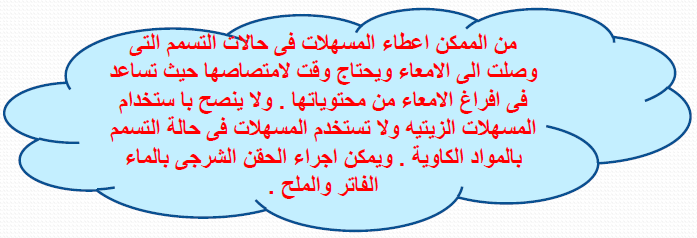 من الممكن اعطاء المسهلات فى حالات التسمم التى
وصلت الى الامعاء ويحتاج وقت لامتصاصها حيث تساعد
فى افراغ الامعاء من محتوياتها . ولا ينصح با ستخدام
المسهلات الزيتيه ولا تستخدم المسهلات فى حالة التسمم
بالمواد الكاوية . ويمكن اجراء الحقن الشرجى بالماء
الفاتر والملح .